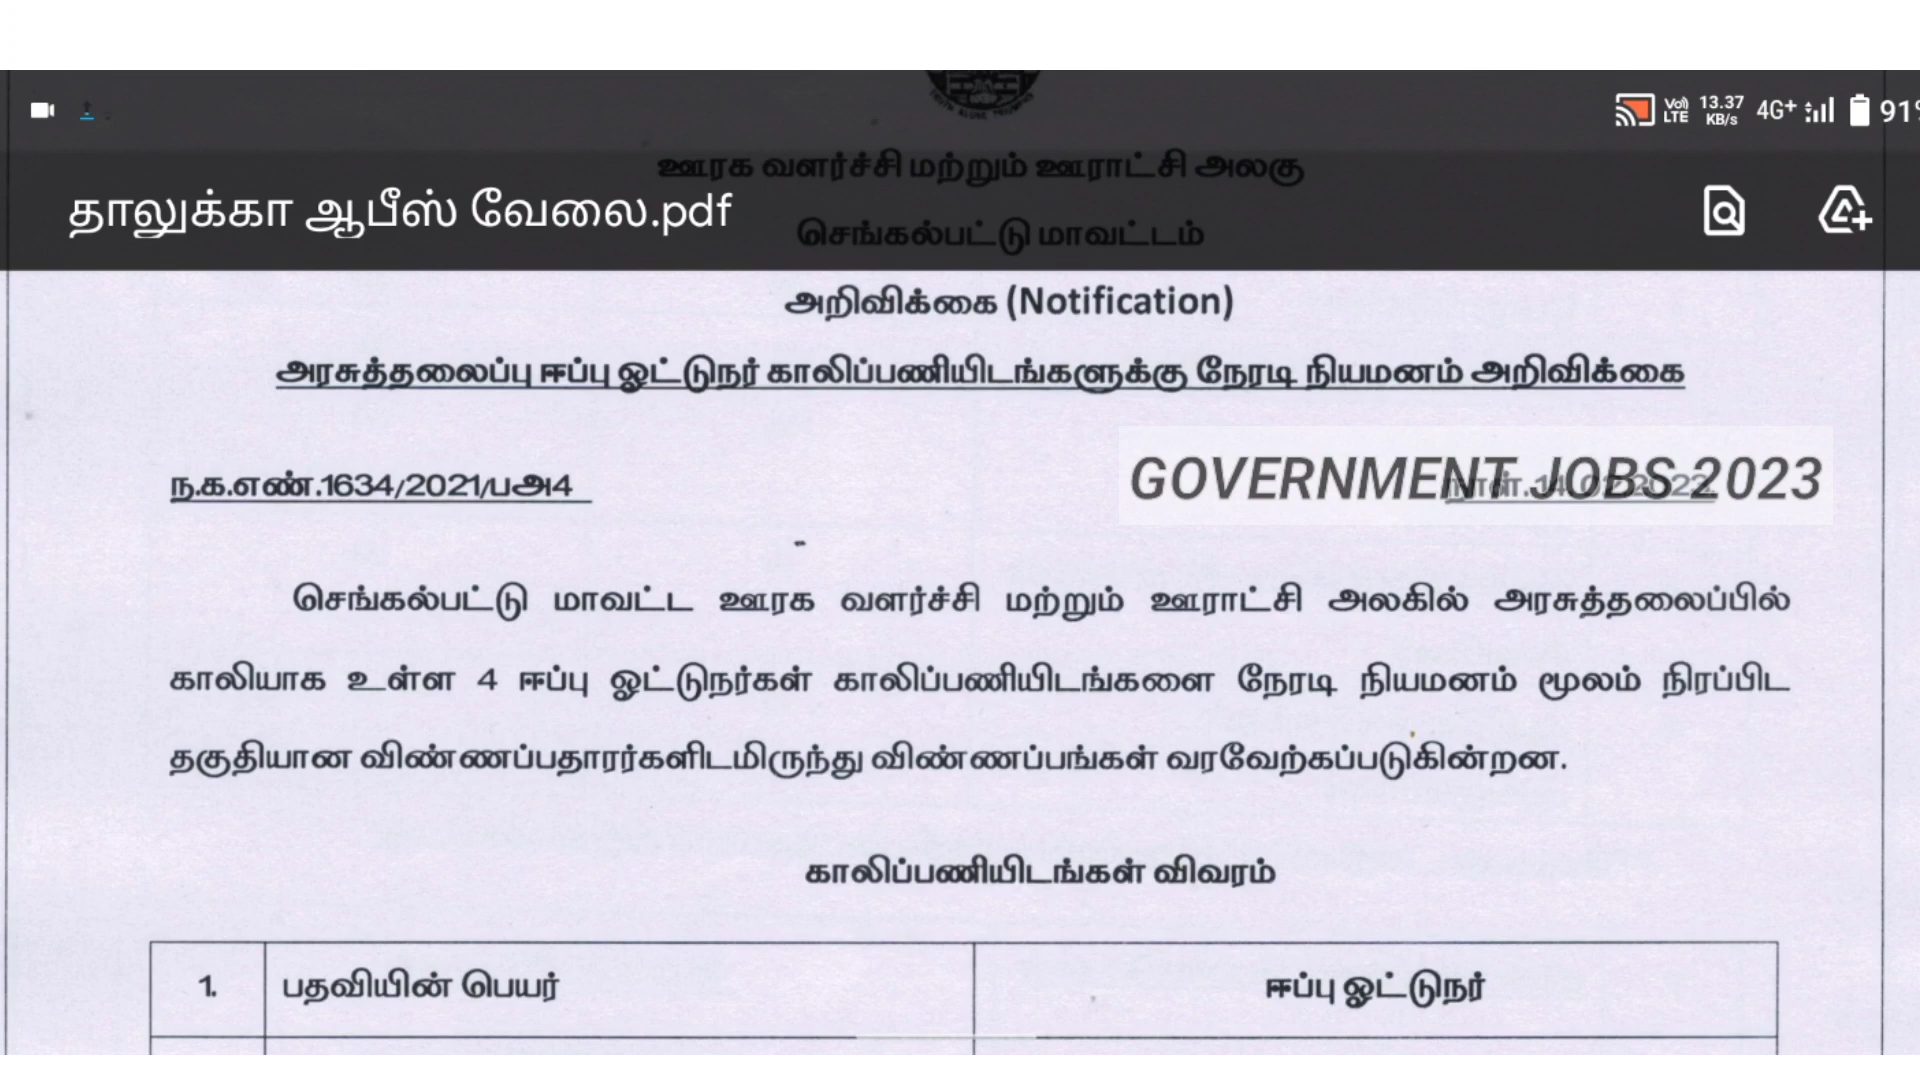 13.37
Vo) LTE KB/s 4G+ 91%
ஊரக வளர்ச்சி மற்றும் ஊராட்சி அலகு
தாலுக்கா ஆபீஸ் வேலை.pdf
செங்கல்பட்டு மாவட்டம்
அறிவிக்கை (Notification)
அரசுத்தலைப்பு ஈப்பு ஓட்டுநர் காலிப்பணியிடங்களுக்கு நேரடி நியமனம் அறிவிக்கை
ந.க.எண்.1634/2021/பஅ4
GOVERNMENT JOBS 2023
செங்கல்பட்டு மாவட்ட ஊரக வளர்ச்சி மற்றும் ஊராட்சி அலகில் அரசுத்தலைப்பில்
காலியாக உள்ள 4 ஈப்பு ஓட்டுநர்கள் காலிப்பணியிடங்களை நேரடி நியமனம் மூலம் நிரப்பிட
தகுதியான விண்ணப்பதாரர்களிடமிருந்து விண்ணப்பங்கள் வரவேற்கப்படுகின்றன.
காலிப்பணியிடங்கள் விவரம்
1. பதவியின் பெயர் ஈப்பு ஓட்டுநர்